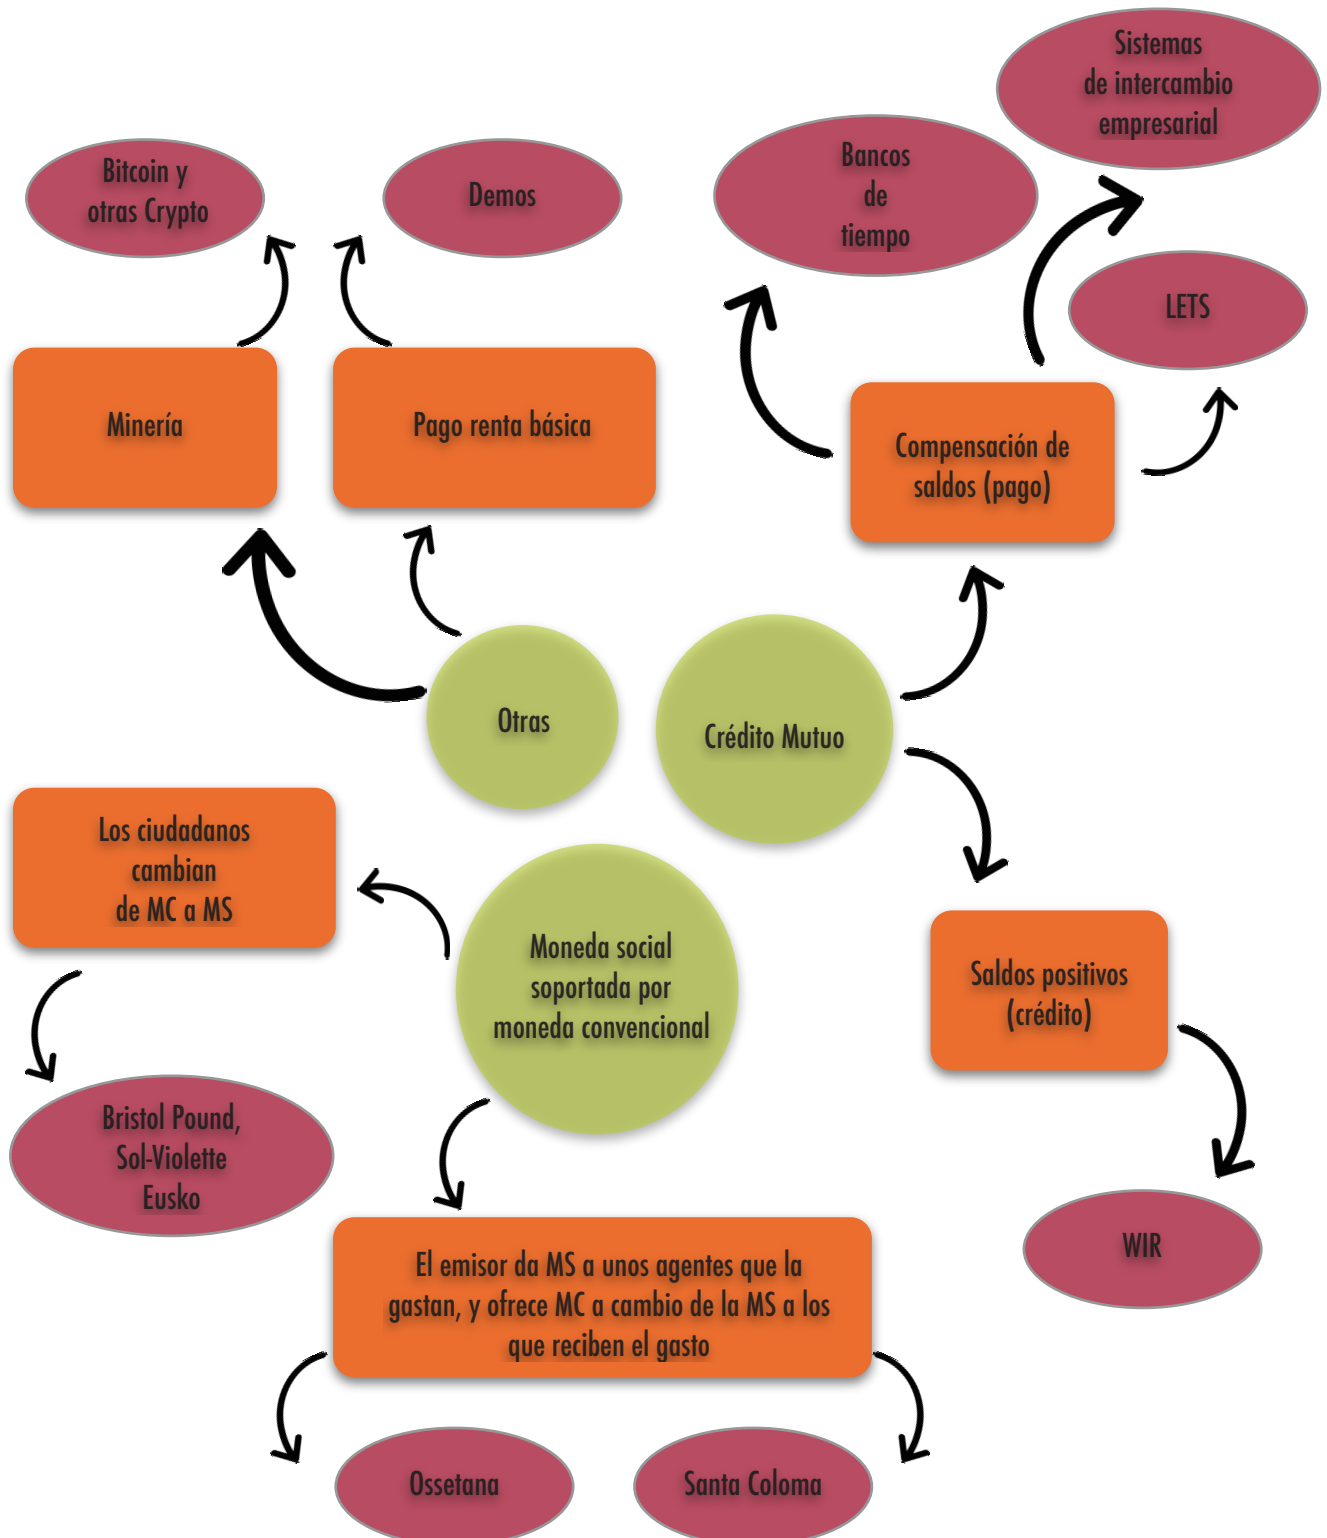 Sistemas
de intercambio
empresarial
Bancos
de
tiempo
Bitcoin y
otras Crypto
Demos
LETS
Minería
Pago renta básica
Compensación de
saldos (pago)
Otras
Crédito Mutuo
Los ciudadanos
cambian
de MC a MS
Moneda social
soportada por
moneda convencional
Saldos positivos
(crédito)
Bristol Pound,
Sol-Violette
Eusko
WIR
El emisor da MS a unos agentes que la
gastan, y ofrece MC a cambio de la MS a los
que reciben el gasto
Ossetana
Santa Coloma